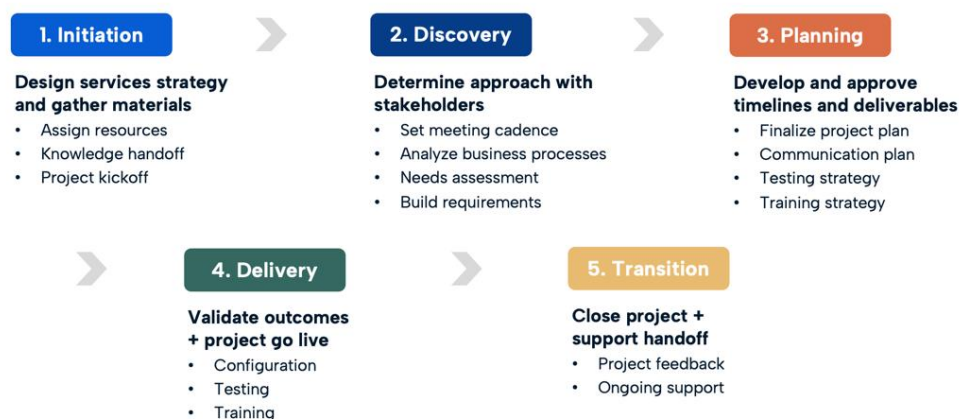 1. Initiation
Design services strategy
and gather materials
• Assign resources
• Knowledge handoff
• Project kickoff
2. Discovery
Determine approach with
stakeholders
• Set meeting cadence
• Analyze business processes
• Needs assessment
• Build requirements
3. Planning
Develop and approve
timelines and deliverables
• Finalize project plan
• Communication plan
• Testing strategy
• Training strategy
4. Delivery
Validate outcomes
+ project go live
• Configuration
• Testing
• Training
5. Transition
Close project +
support handoff
• Project feedback
• Ongoing support